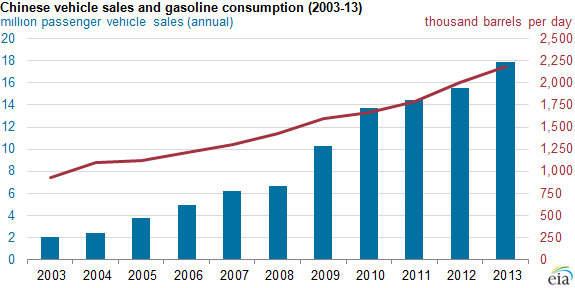 Chinese vehicle sales and gasoline consumption (2003-13)
million passenger vehicle sales (annual) thousand barrels per day
20 2,500
18 2,250
16 2,000
14 1,750
12 1,500
10 1,250
8 1,000
6 750
4 500
2 250
0 0
2003 2004 2005 2006 2007 2008 2009 2010 2011 2012 2013
eia